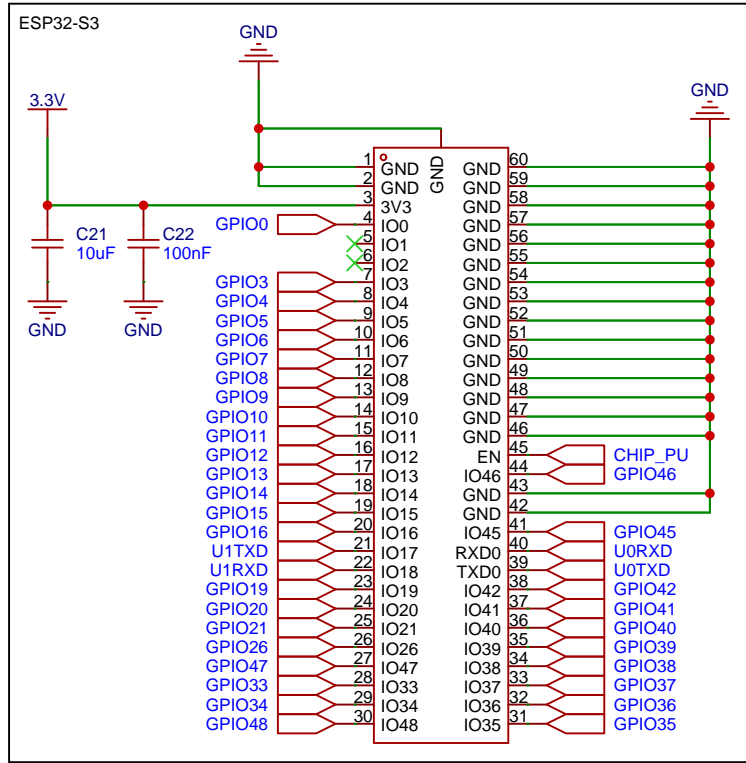 ESP32-S3
GND
GND
3.3V
GND
1 GND GND 60
2 GND GND 59
3 3V3 GND 58
GPIO0 4 IO0 GND 57
5 IO1 GND 56
6 IO2 GND 55
C21
10uF
C22
100nF
GND
GND
GPIO3 7 IO3 GND 54
GPIO4 8 IO4 GND 53
GPIO5 9 IO5 GND 52
GPIO6 10 IO6 GND 51
GPIO7 11 IO7 GND 50
GPIO8 12 IO8 GND 49
GPIO9 13 IO9 GND 48
GPIO10 14 IO10 GND 47
GPIO11 15 IO11 GND 46
GPIO12 16 IO12 EN 45 CHIP_PU
GPIO13 17 IO13 IO46 44 GPIO46
GPIO14 18 IO14 GND 43
GPIO15 19 IO15 GND 42
GPIO16 20 IO16 IO45 41 GPIO45
U1TXD 21 IO17 RXD0 40 U0RXD
U1RXD 22 IO18 TXD0 39 U0TXD
GPIO19 23 IO19 IO42 38 GPIO42
GPIO20 24 IO20 IO41 37 GPIO41
GPIO21 25 IO21 IO40 36 GPIO40
GPIO26 26 IO26 IO39 35 GPIO39
GPIO47 27 IO47 IO38 34 GPIO38
GPIO33 28 IO33 IO37 33 GPIO37
GPIO34 29 IO34 IO36 32 GPIO36
GPIO48 30 IO48 IO35 31 GPIO35